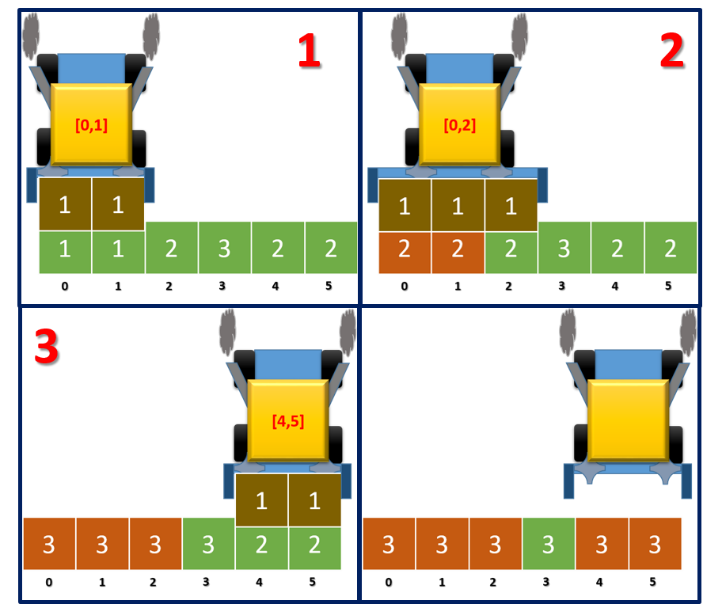 1
[0,1]
1 1
1 1 2 3 2 2
0 1 2 3 4 5
2
[0,2]
1 1 1
2 2 2 3 2 2
0 1 2 3 4 5
3
[4,5]
1 1
3 3 3 3 2 2
0 1 2 3 4 5
3 3 3 3 3 3
0 1 2 3 4 5